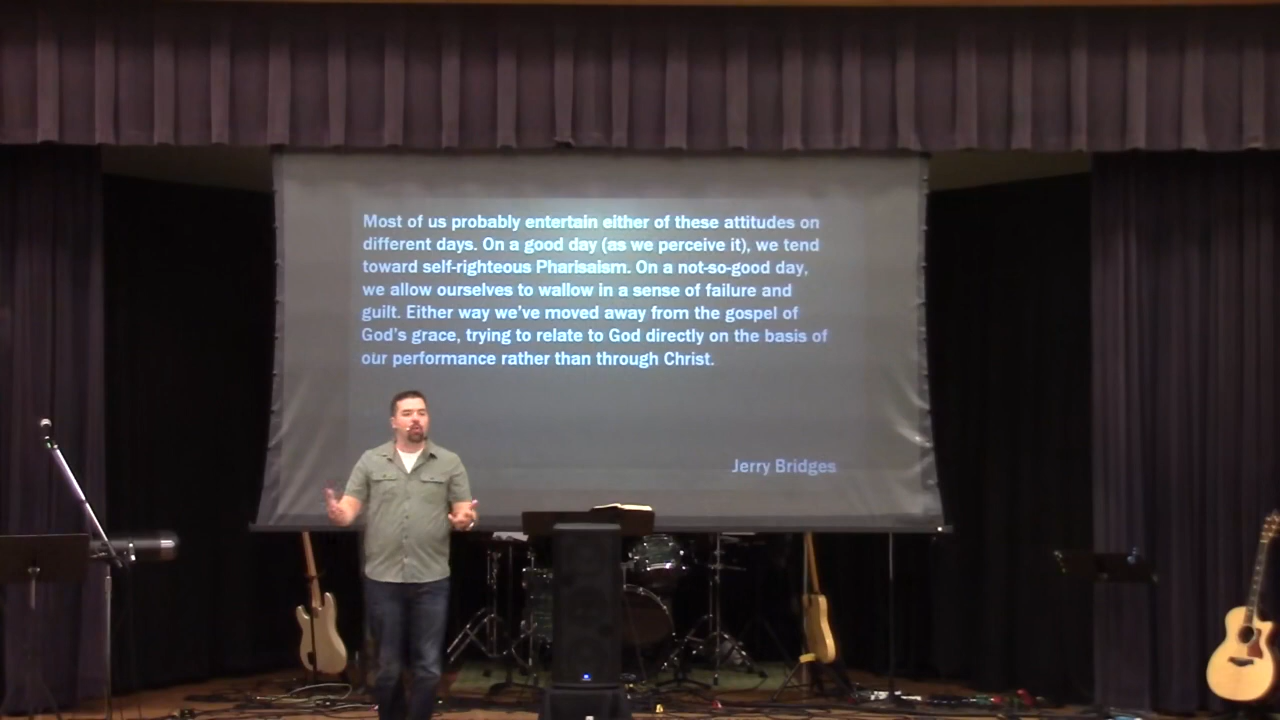 Most of us probably entertain either of these attitudes on
different days. On a good day (as we perceive it), we tend
toward self-righteous Pharisaism. On a not-so-good day,
we allow ourselves to wallow in a sense of failure and
guilt. Either way we've moved away from the gospel of
God's grace, trying to relate to God directly on the basis of
our performance rather than through Christ.
Jerry Bridges